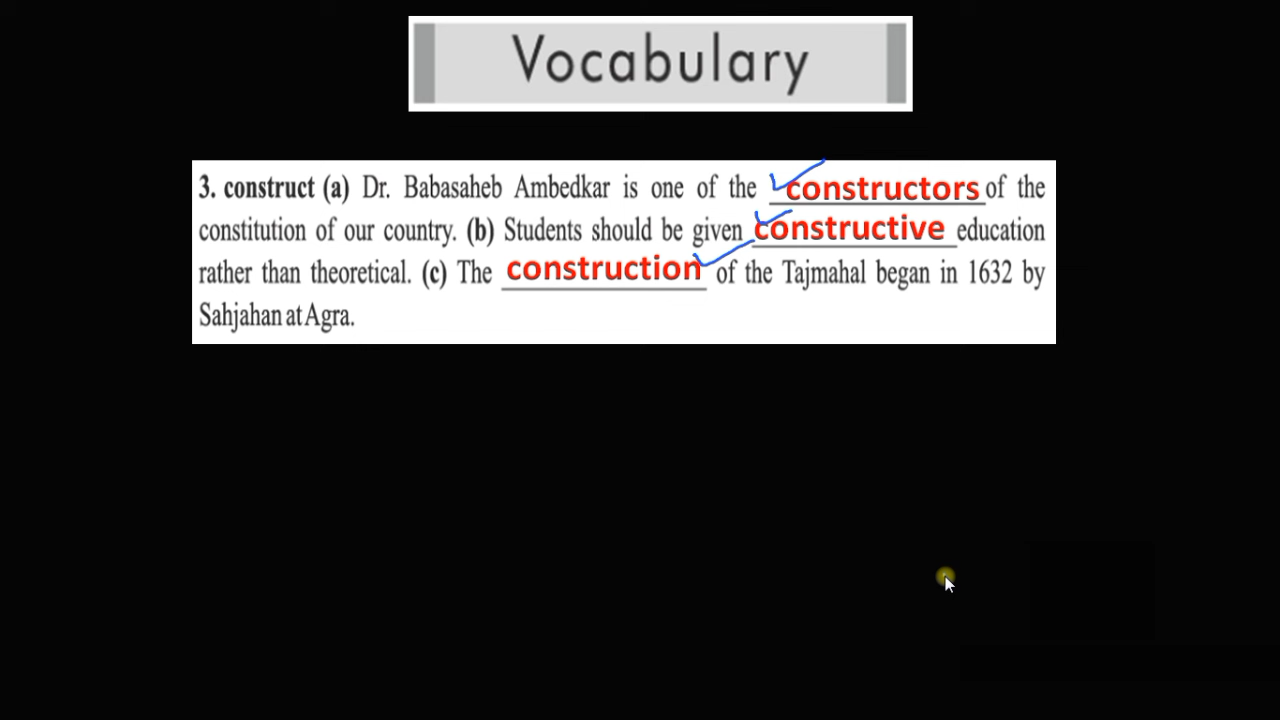 Vocabulary
3. construct (a) Dr. Babasaheb Ambedkar is one of the constructors of the
constitution of our country. (b) Students should be given constructive education
rather than theoretical. (c) The construction of the Tajmahal began in 1632 by
Sahjahan at Agra.